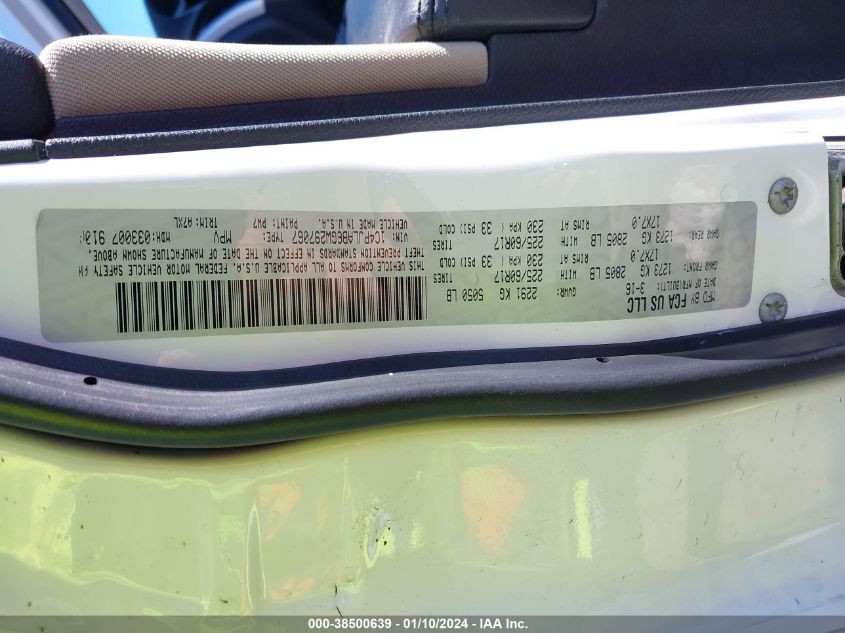 MFD BY FCA US LLC
DATE OF MFR(BUILT): 3-16
GVWR: 2291 KG 5050 LB
GAWR FRONT: 1273 KG 2805 LB WITH 225/60R17 TIRES
17X7.0 RIMS AT 230 KPA ( 33 PSI) COLD
GAWR REAR: 1273 KG 2805 LB WITH 225/60R17 TIRES
17X7.0 RIMS AT 230 KPA ( 33 PSI) COLD
THIS VEHICLE CONFORMS TO ALL APPLICABLE U.S.A. FEDERAL MOTOR VEHICLE SAFETY
THEFT PREVENTION STANDARDS IN EFFECT ON THE DATE OF MANUFACTURE SHOWN ABOVE.
VIN: 1C4PJLAB6GW297067 TYPE: MPV MDH:033007 910
VEHICLE MADE IN U.S.A. PAINT: PW7 TRIM:A7XL
000-38500639 - 01/10/2024 - IAA Inc.